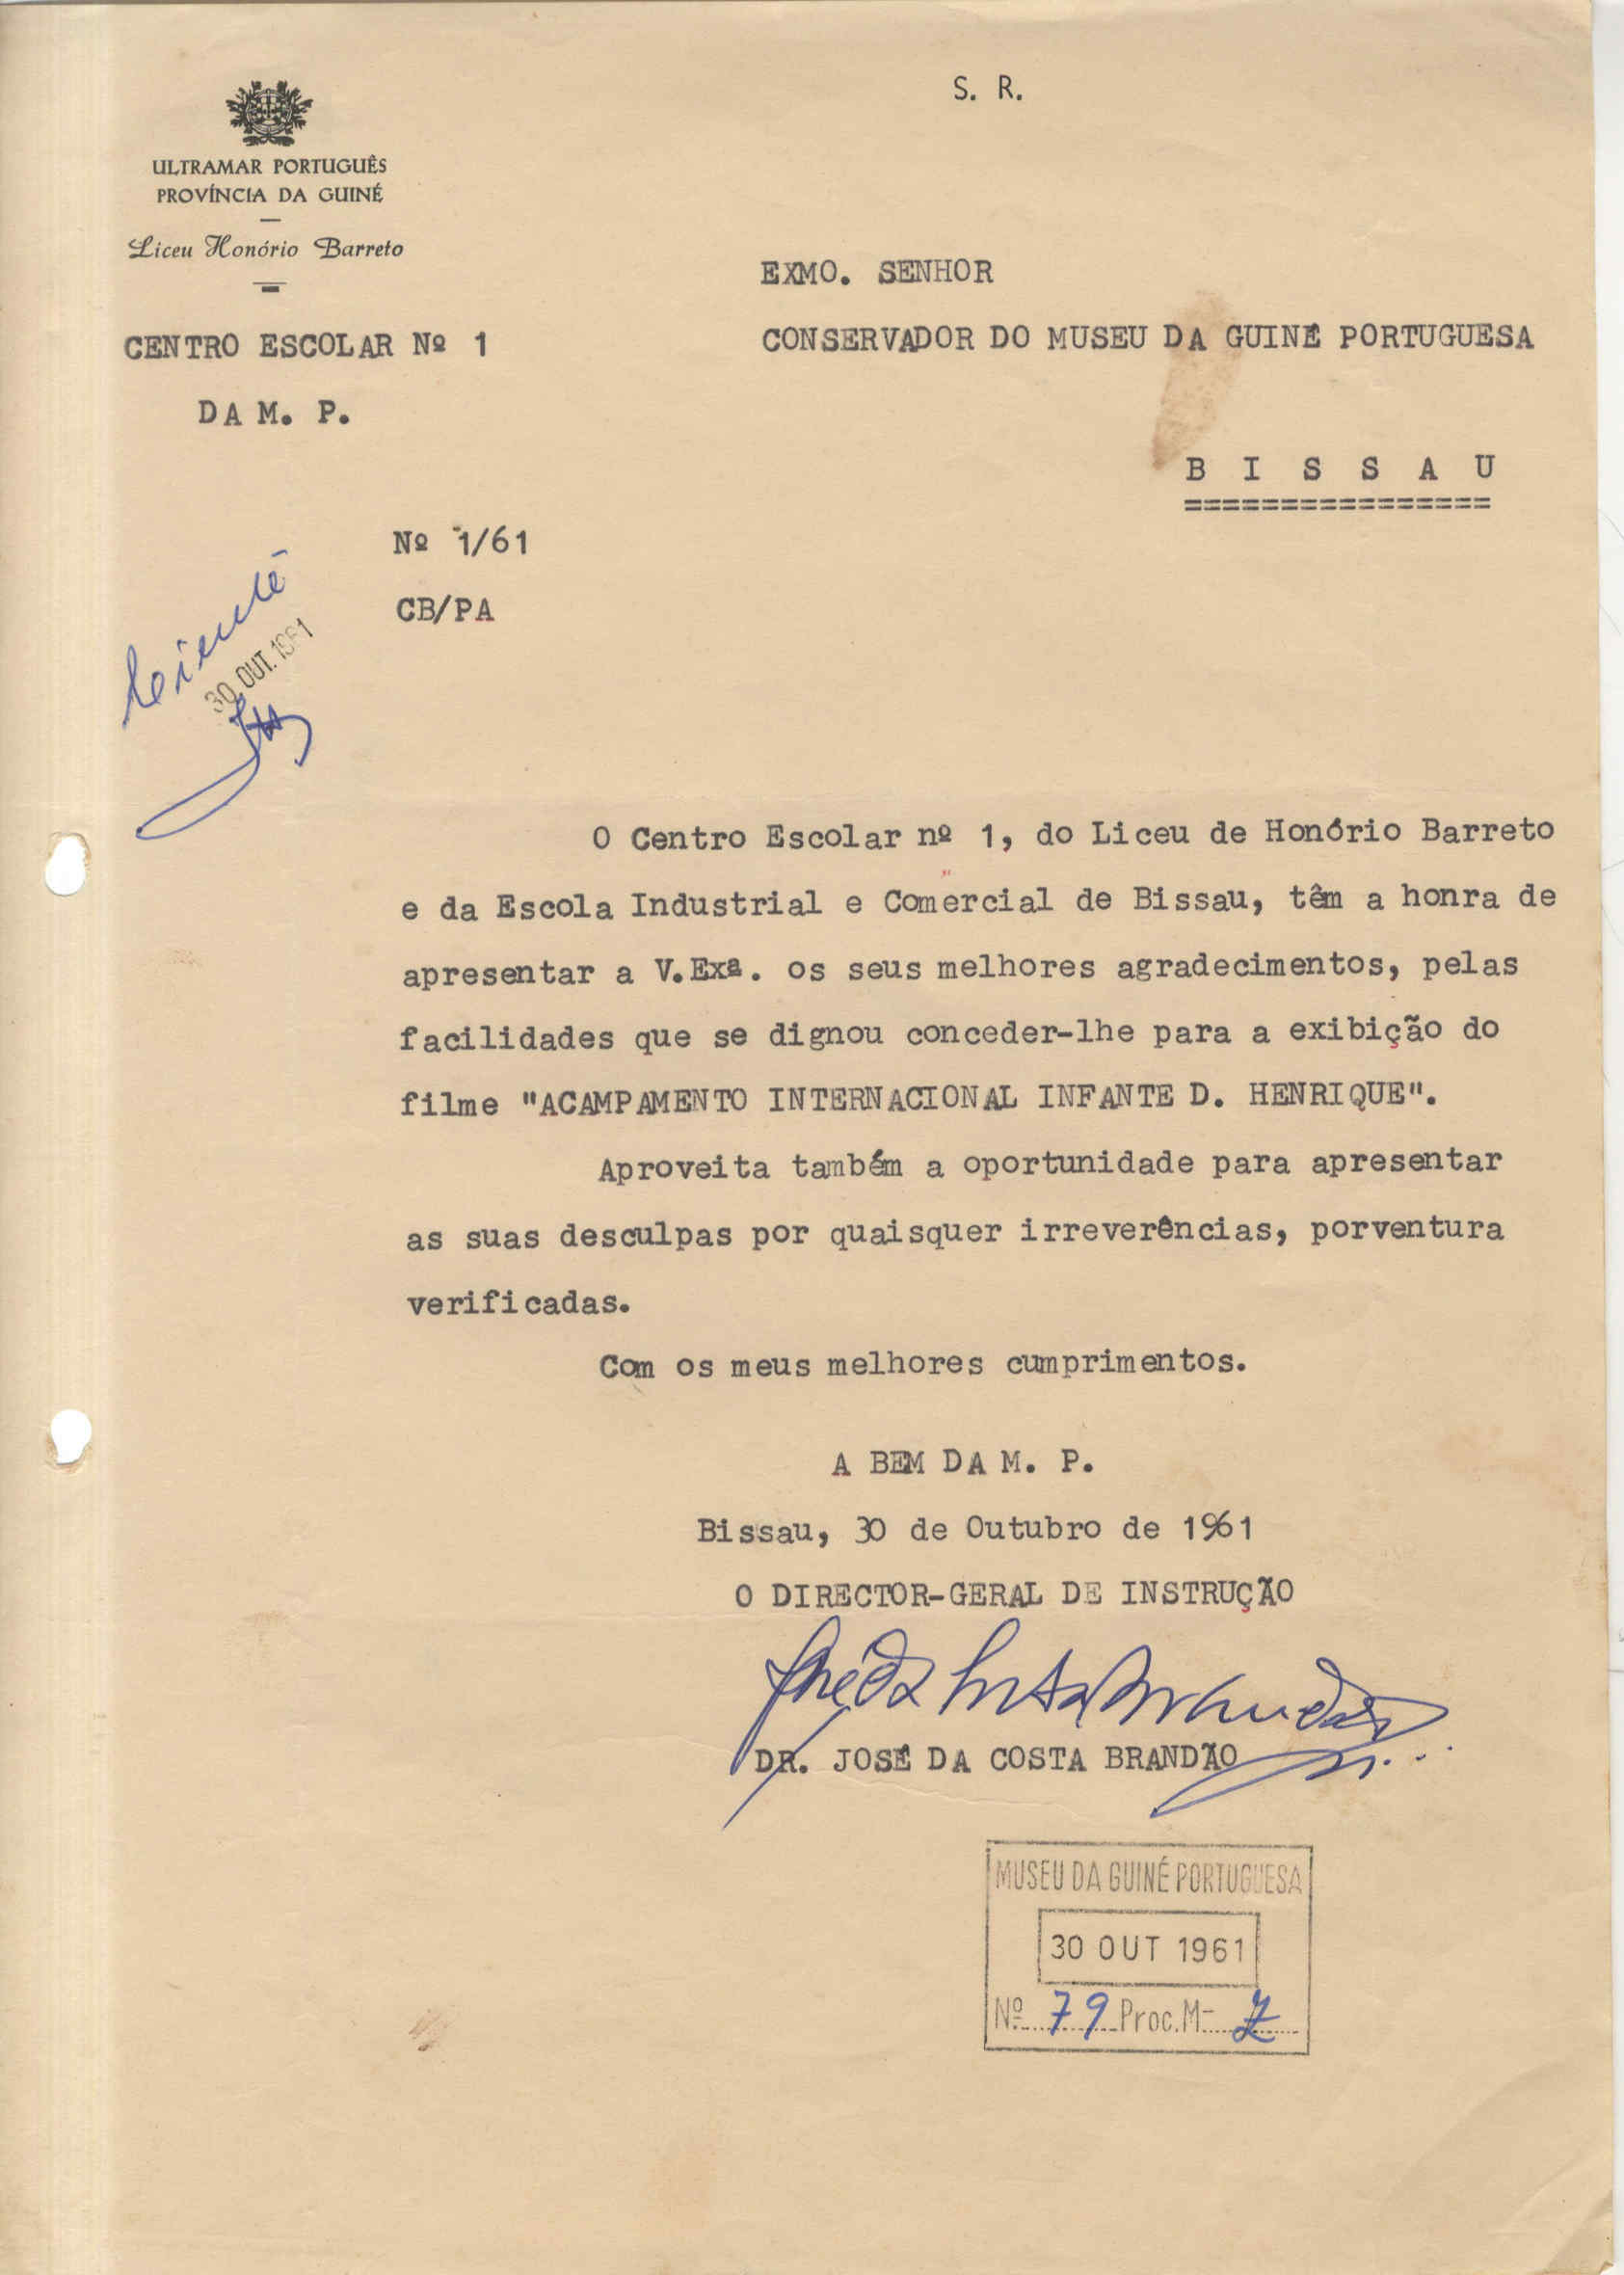 S. R.
ULTRAMAR PORTUGUÊS
PROVÍNCIA DA GUINÉ
Liceu Honório Barreto
CENTRO ESCOLAR Nº 1
DA M. P.
EXMO. SENHOR
CONSERVADOR DO MUSEU DA GUINÉ PORTUGUESA
B I S S A U
Nº 1/61
CB/PA
Ciente
30 OUT. 1961
O Centro Escolar nº 1, do Liceu de Honório Barreto
e da Escola Industrial e Comercial de Bissau, têm a honra de
apresentar a V.Exª. os seus melhores agradecimentos, pelas
facilidades que se dignou conceder-lhe para a exibição do
filme "ACAMPAMENTO INTERNACIONAL INFANTE D. HENRIQUE".
Aproveita também a oportunidade para apresentar
as suas desculpas por quaisquer irreverências, porventura
verificadas.
Com os meus melhores cumprimentos.
A BEM DA M. P.
Bissau, 30 de Outubro de 1961
O DIRECTOR-GERAL DE INSTRUÇÃO
José da Costa Brandão
DR. JOSÉ DA COSTA BRANDÃO
MUSEU DA GUINÉ PORTUGUESA
30 OUT 1961
Nº 79 Proc. M-